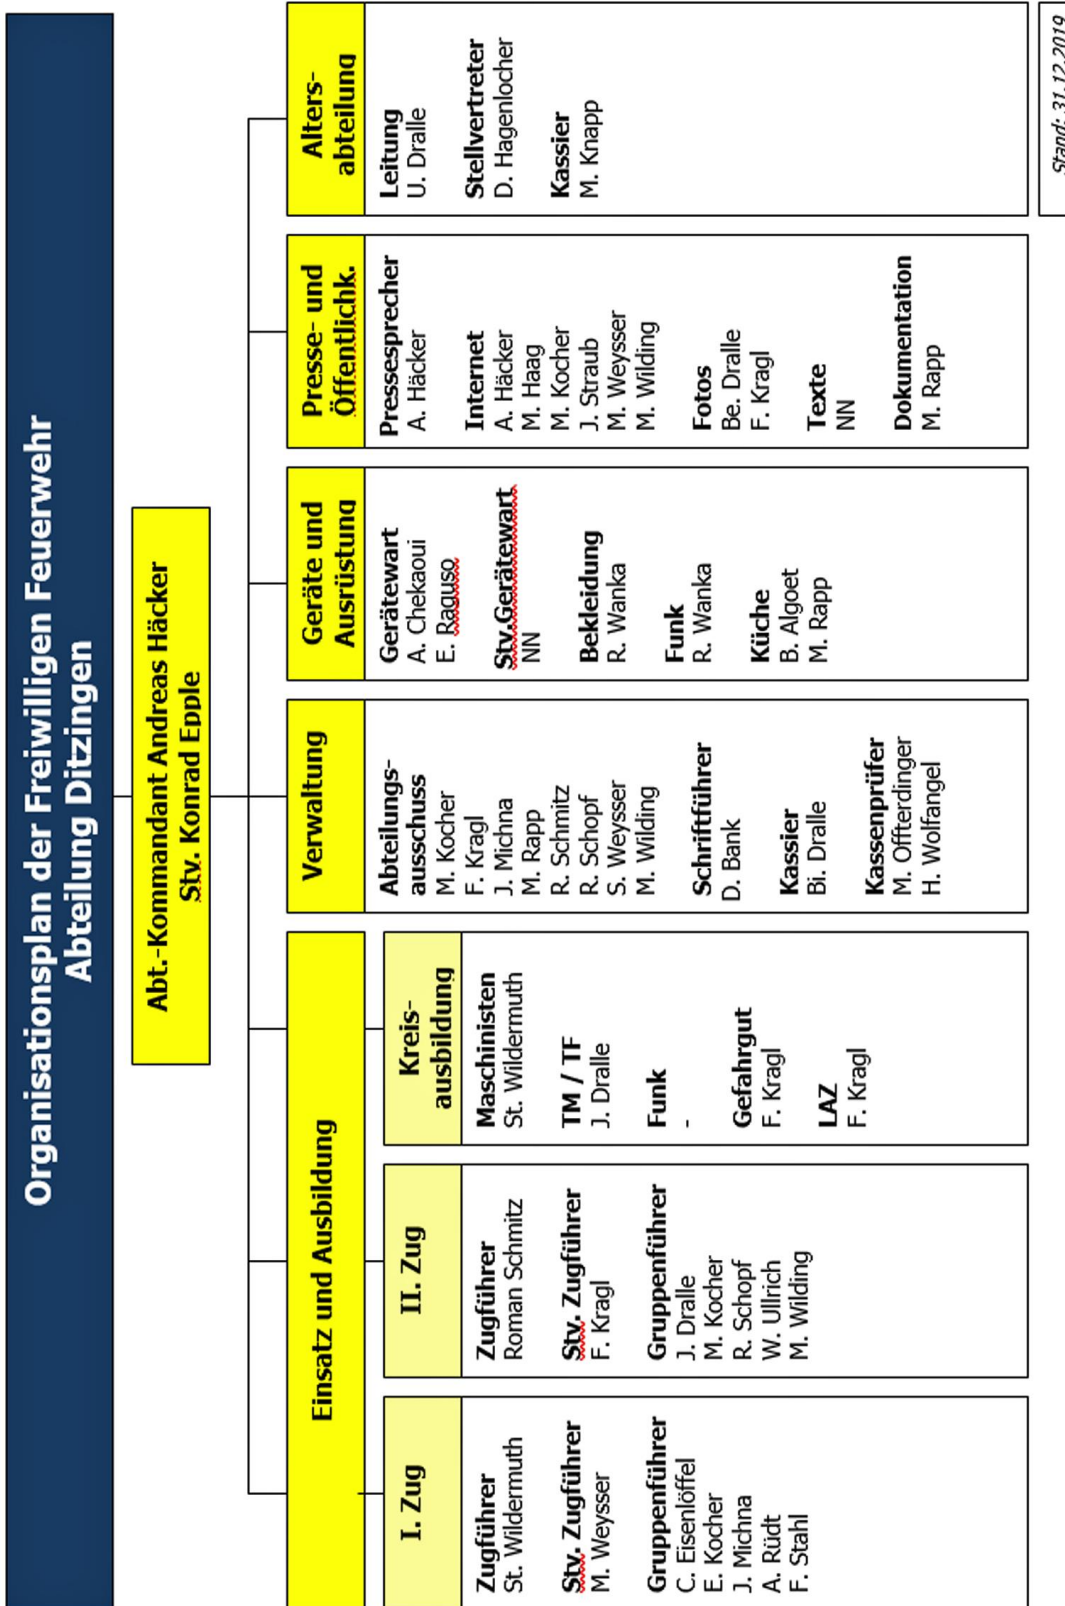 Organisationsplan der Freiwilligen Feuerwehr
Abteilung Ditzingen
Abt.-Kommandant Andreas Häcker
Stv. Konrad Epple
Einsatz und Ausbildung
I. Zug
Zugführer
St. Wildermuth
Stv. Zugführer
M. Weysser
Gruppenführer
C. Eisenlöffel
E. Kocher
J. Michna
A. Rüdt
F. Stahl
II. Zug
Zugführer
Roman Schmitz
Stv. Zugführer
F. Kragl
Gruppenführer
J. Dralle
M. Kocher
R. Schopf
W. Ullrich
M. Wilding
Kreis-
ausbildung
Maschinisten
St. Wildermuth
TM / TF
J. Dralle
Funk
-
Gefahrgut
F. Kragl
LAZ
F. Kragl
Verwaltung
Abteilungs-
ausschuss
M. Kocher
F. Kragl
J. Michna
M. Rapp
R. Schmitz
R. Schopf
S. Weysser
M. Wilding
Schriftführer
D. Bank
Kassier
Bi. Dralle
Kassenprüfer
M. Offterdinger
H. Wolfangel
Geräte und
Ausrüstung
Gerätewart
A. Chekaoui
E. Raguso
Stv.Gerätewart
NN
Bekleidung
R. Wanka
Funk
R. Wanka
Küche
B. Algoet
M. Rapp
Presse- und
Öffentlichk.
Pressesprecher
A. Häcker
Internet
A. Häcker
M. Haag
M. Kocher
J. Straub
M. Weysser
M. Wilding
Fotos
Be. Dralle
F. Kragl
Texte
NN
Dokumentation
M. Rapp
Alters-
abteilung
Leitung
U. Dralle
Stellvertreter
D. Hagenlocher
Kassier
M. Knapp
Stand: 31.12.2019